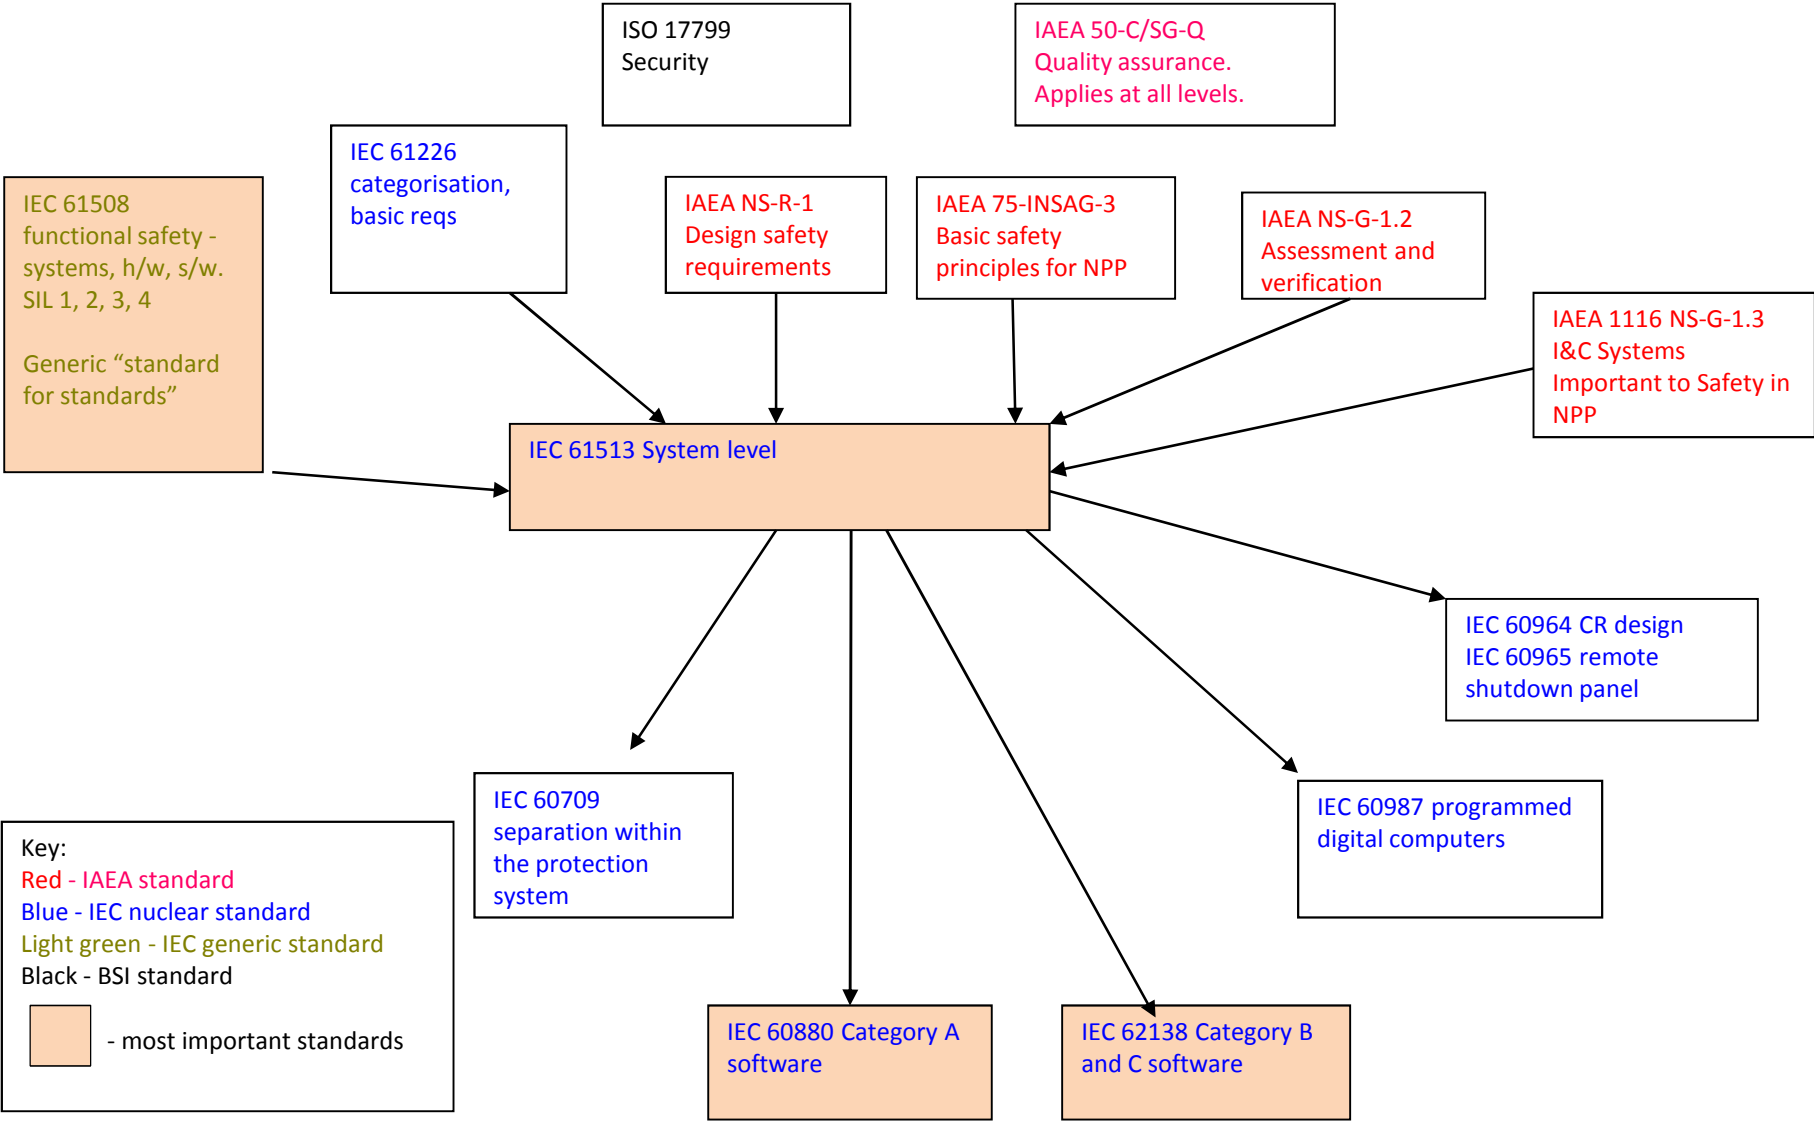 ISO 17799
Security
IAEA 50-C/SG-Q
Quality assurance.
Applies at all levels.
IEC 61226
categorisation,
basic reqs
IEC 61508
functional safety -
systems, h/w, s/w.
SIL 1, 2, 3, 4
Generic “standard
for standards”
IAEA NS-R-1
Design safety
requirements
IAEA 75-INSAG-3
Basic safety
principles for NPP
IAEA NS-G-1.2
Assessment and
verification
IAEA 1116 NS-G-1.3
I&C Systems
Important to Safety in
NPP
IEC 61513 System level
IEC 60964 CR design
IEC 60965 remote
shutdown panel
IEC 60709
separation within
the protection
system
IEC 60987 programmed
digital computers
Key:
Red - IAEA standard
Blue - IEC nuclear standard
Light green - IEC generic standard
Black - BSI standard
- most important standards
IEC 60880 Category A
software
IEC 62138 Category B
and C software